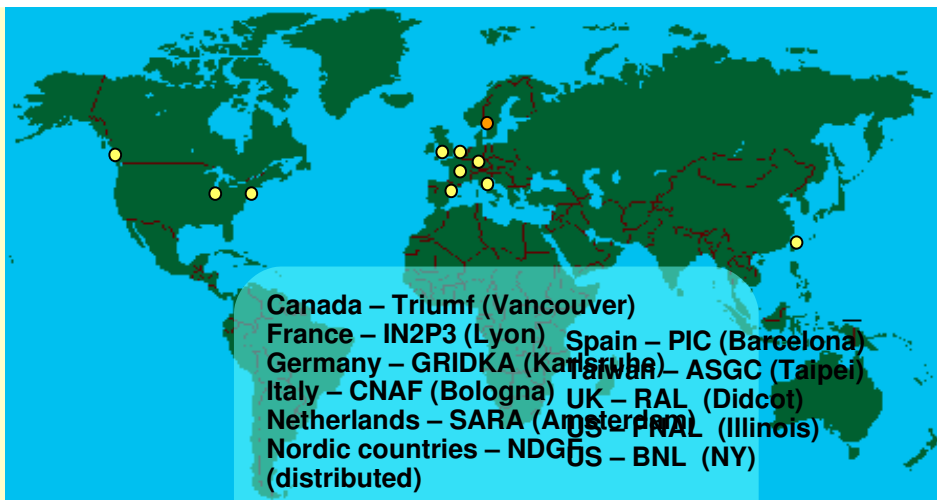 Canada – Triumf (Vancouver)
France – IN2P3 (Lyon)
Germany – GRIDKA (Karlsruhe)
Italy – CNAF (Bologna)
Netherlands – SARA (Amsterdam)
Nordic countries – NDGF
(distributed)
Spain – PIC (Barcelona)
Taiwan – ASGC (Taipei)
UK – RAL (Didcot)
US – FNAL (Illinois)
US – BNL (NY)